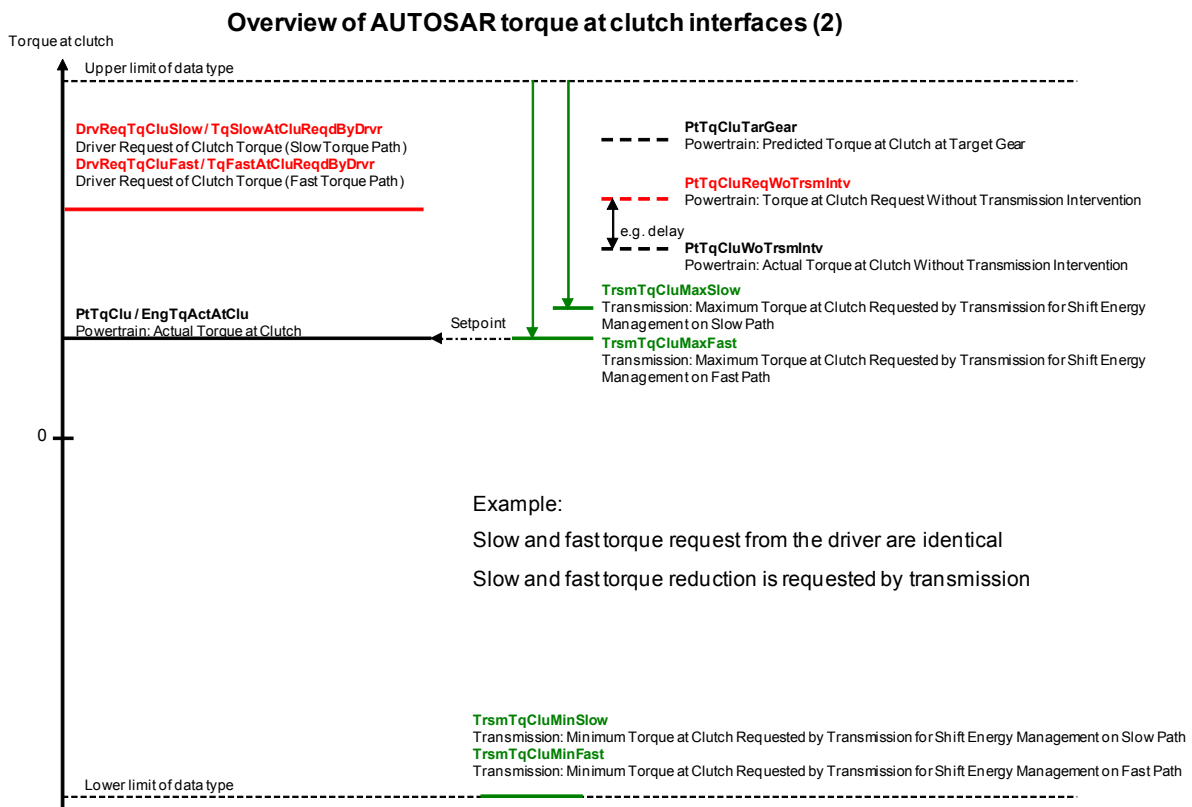 Overview of AUTOSAR torque at clutch interfaces (2)
Torque at clutch
Upper limit of data type
DrvReqTqCluSlow / TqSlowAtCluReqdByDrvr
Driver Request of Clutch Torque (Slow Torque Path)
DrvReqTqCluFast / TqFastAtCluReqdByDrvr
Driver Request of Clutch Torque (Fast Torque Path)
PtTqCluTarGear
Powertrain: Predicted Torque at Clutch at Target Gear
PtTqCluReqWoTrsmIntv
Powertrain: Torque at Clutch Request Without Transmission Intervention
e.g. delay
PtTqCluWoTrsmIntv
Powertrain: Actual Torque at Clutch Without Transmission Intervention
TrsmTqCluMaxSlow
Transmission: Maximum Torque at Clutch Requested by Transmission for Shift Energy
Management on Slow Path
PtTqClu / EngTqActAtClu
Powertrain: Actual Torque at Clutch
Setpoint
TrsmTqCluMaxFast
Transmission: Maximum Torque at Clutch Requested by Transmission for Shift Energy
Management on Fast Path
0
Example:
Slow and fast torque request from the driver are identical
Slow and fast torque reduction is requested by transmission
TrsmTqCluMinSlow
Transmission: Minimum Torque at Clutch Requested by Transmission for Shift Energy Management on Slow Path
TrsmTqCluMinFast
Transmission: Minimum Torque at Clutch Requested by Transmission for Shift Energy Management on Fast Path
Lower limit of data type